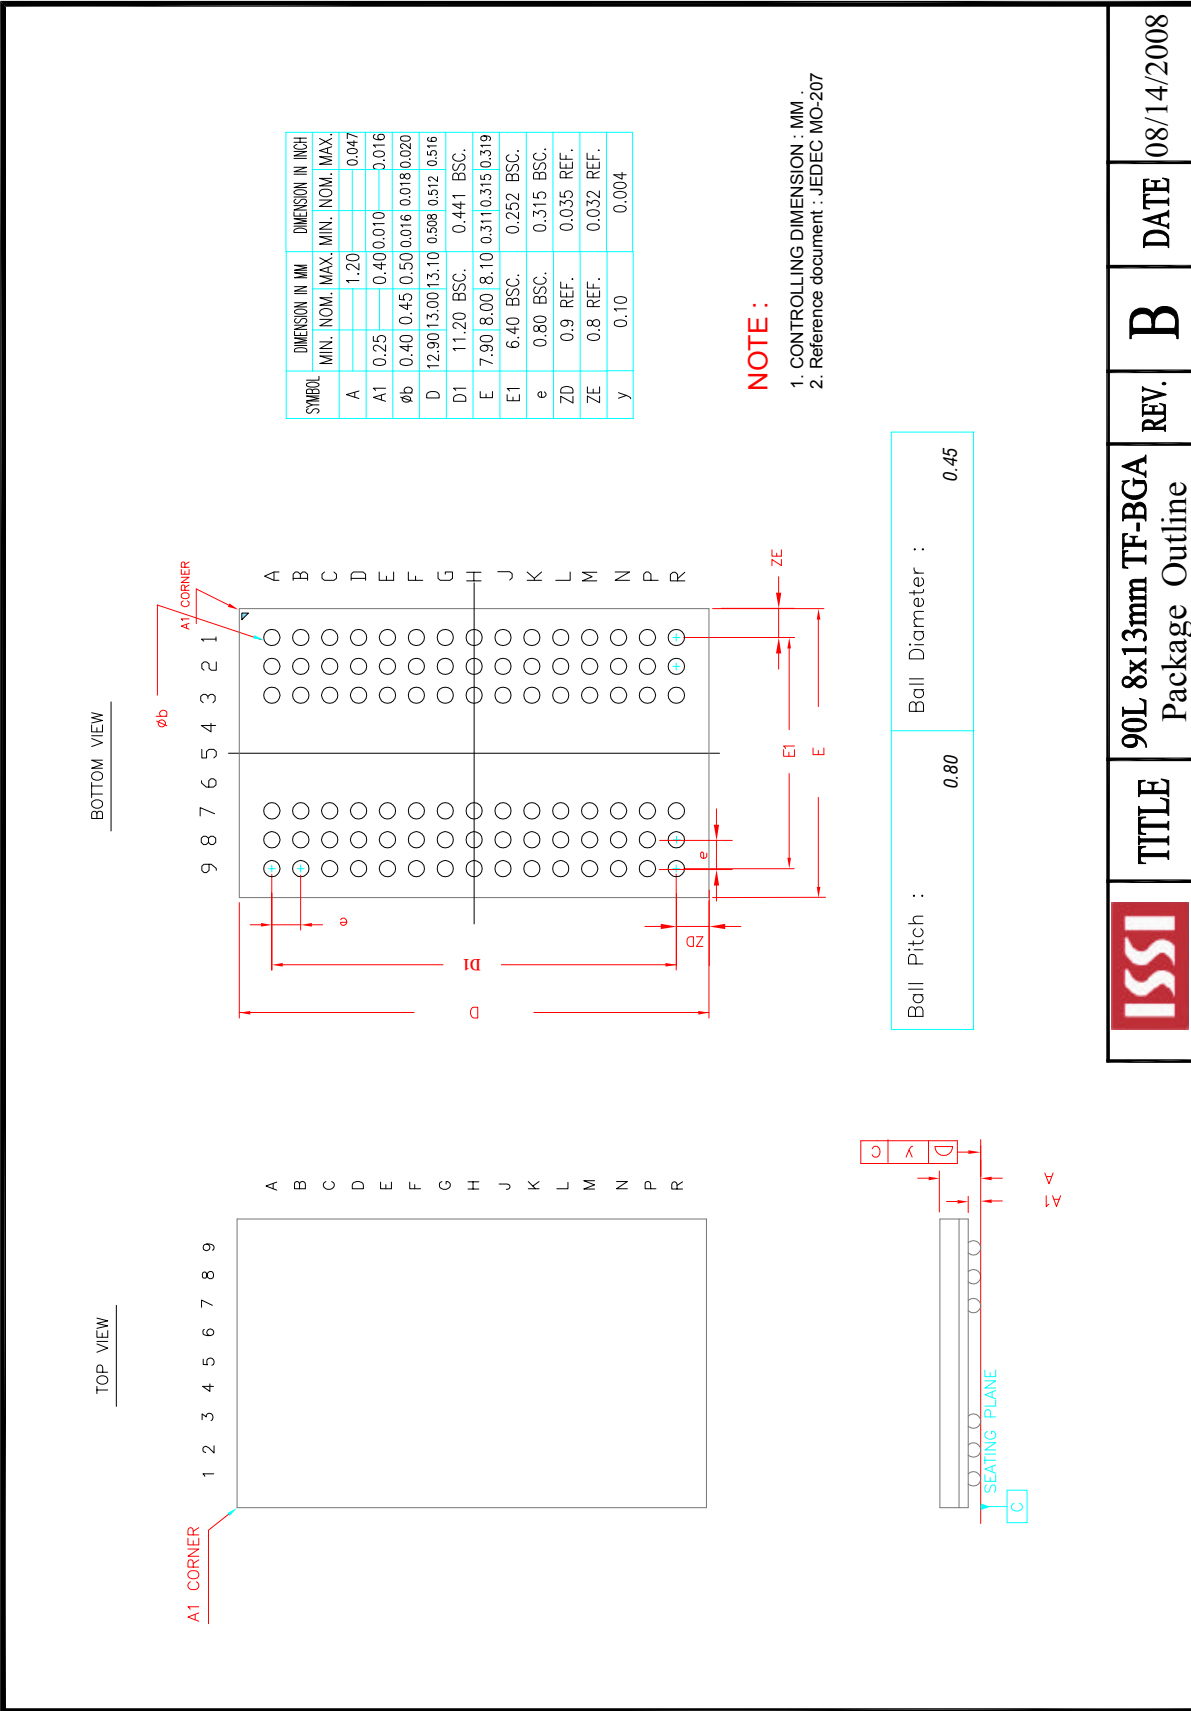 TOP VIEW
A1 CORNER
1 2 3 4 5 6 7 8 9
A
B
C
D
E
F
G
H
J
K
L
M
N
P
R
SEATING PLANE
C
y C
A1
A
BOTTOM VIEW
9 8 7 6 5 4 3 2 1
Øb
A1 CORNER
A
B
C
D
E
F
G
H
J
K
L
M
N
P
R
e
D1
D
ZD
e
E1
E
ZE
SYMBOL DIMENSION IN MM DIMENSION IN INCH
MIN. NOM. MAX. MIN. NOM. MAX.
A 1.20 0.047
A1 0.25 0.40 0.010 0.016
Øb 0.40 0.45 0.50 0.016 0.018 0.020
D 12.90 13.00 13.10 0.508 0.512 0.516
D1 11.20 BSC. 0.441 BSC.
E 7.90 8.00 8.10 0.311 0.315 0.319
E1 6.40 BSC. 0.252 BSC.
e 0.80 BSC. 0.315 BSC.
ZD 0.9 REF. 0.035 REF.
ZE 0.8 REF. 0.032 REF.
y 0.10 0.004
NOTE :
1. CONTROLLING DIMENSION : MM .
2. Reference document : JEDEC MO-207
Ball Pitch : 0.80 Ball Diameter : 0.45
ISSI
TITLE
90L 8x13mm TF-BGA
Package Outline
REV.
B
DATE
08/14/2008